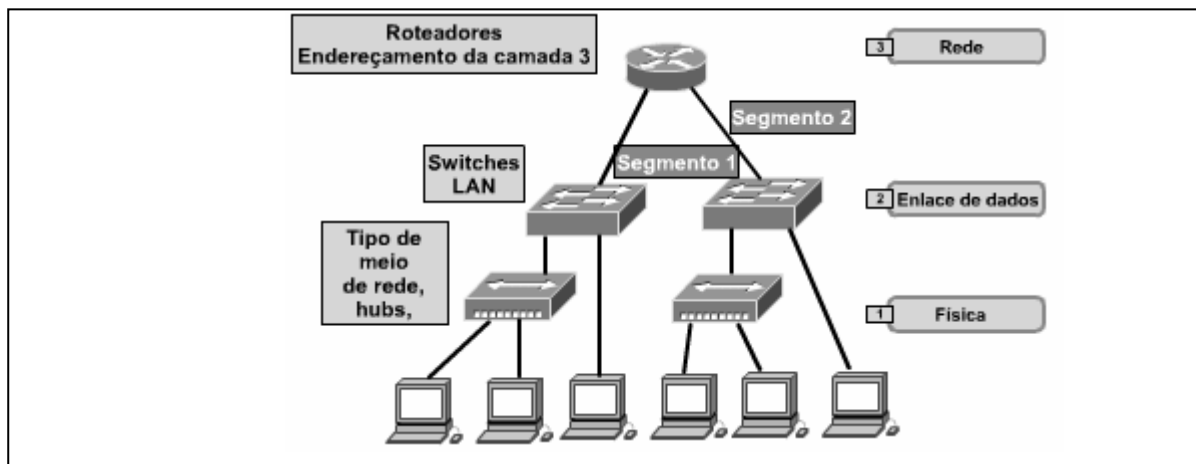 Roteadores
Endereçamento da camada 3
3 Rede
Segmento 2
Segmento 1
Switches
LAN
2 Enlace de dados
Tipo de
meio
de rede,
hubs,
1 Física